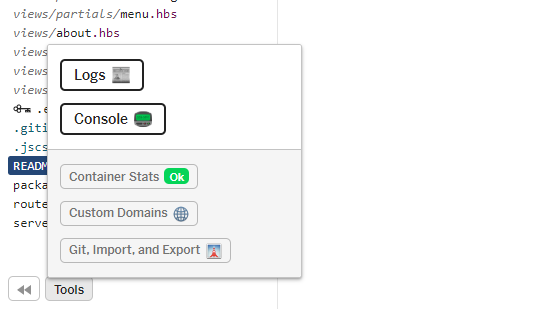 views/partials/menu.hbs
views/about.hbs
views
views
views
.e
.giti
.jscs
READM
packa
route
serve
Logs
Console
Container Stats Ok
Custom Domains
Git, Import, and Export
Tools